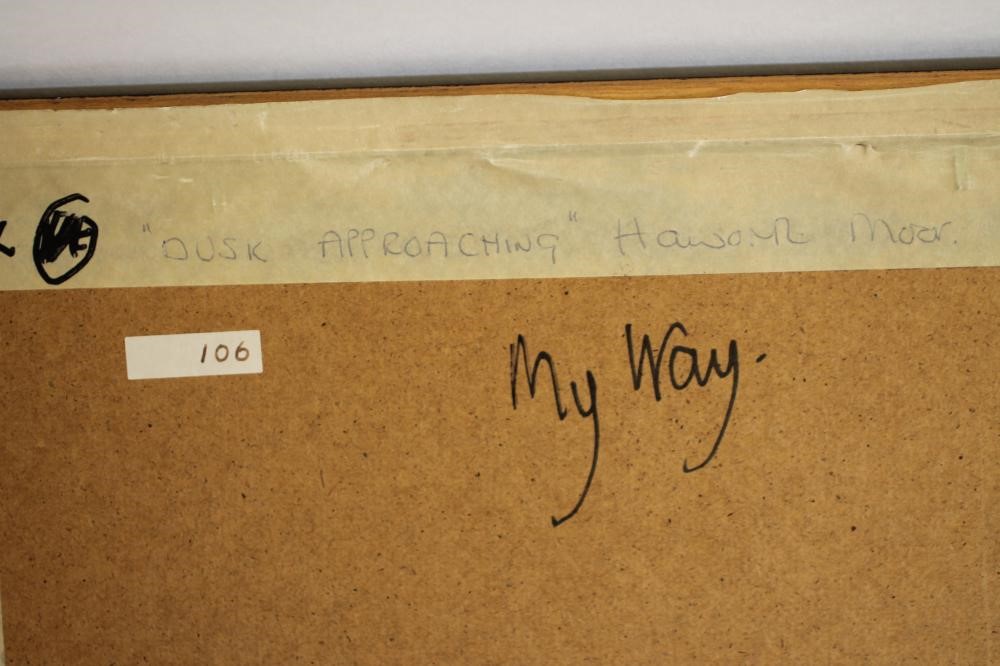 "DUSK APPROACHING" Haworth Moor.
106
My Way.